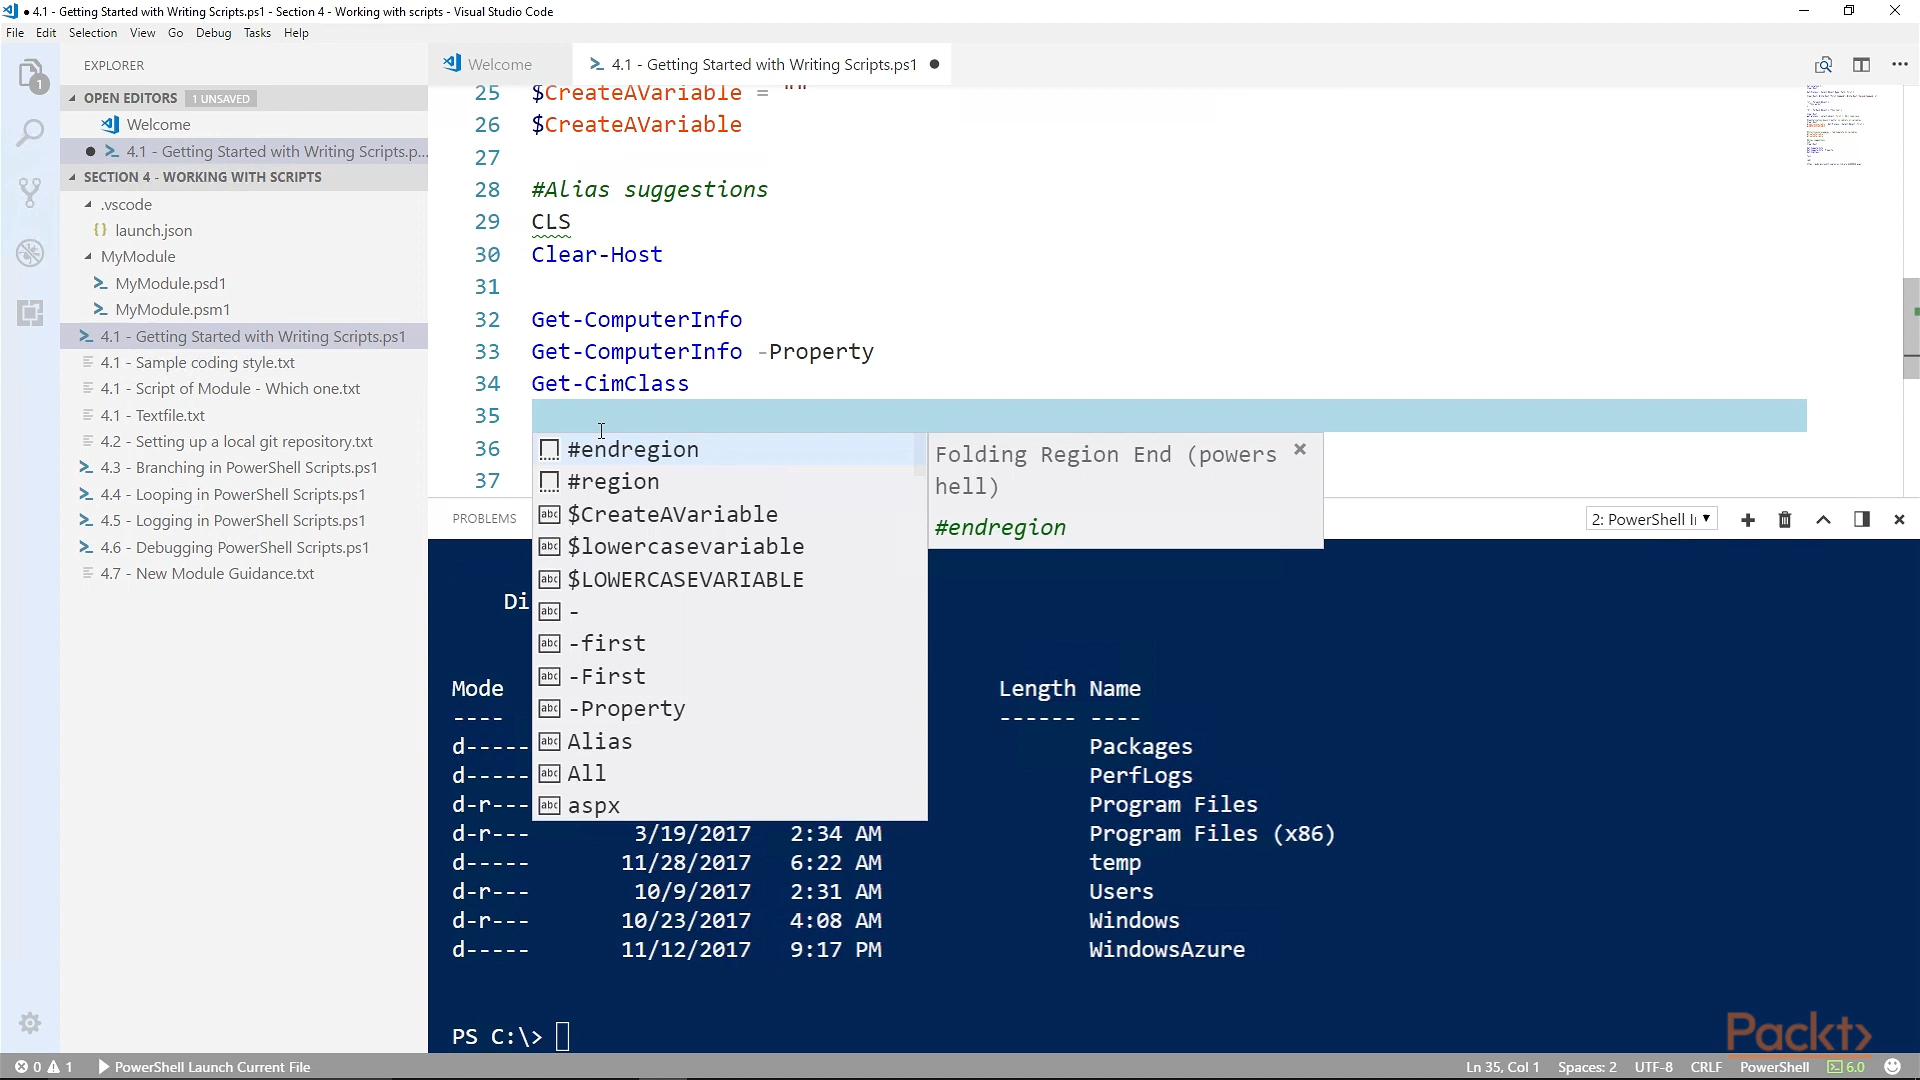 ● 4.1 - Getting Started with Writing Scripts.ps1 - Section 4 - Working with scripts - Visual Studio Code
File Edit Selection View Go Debug Tasks Help
EXPLORER
Welcome
4.1 - Getting Started with Writing Scripts.ps1 ●
OPEN EDITORS 1 UNSAVED
Welcome
● 4.1 - Getting Started with Writing Scripts.p...
SECTION 4 - WORKING WITH SCRIPTS
.vscode
{} launch.json
MyModule
MyModule.psd1
MyModule.psm1
4.1 - Getting Started with Writing Scripts.ps1
4.1 - Sample coding style.txt
4.1 - Script of Module - Which one.txt
4.1 - Textfile.txt
4.2 - Setting up a local git repository.txt
4.3 - Branching in PowerShell Scripts.ps1
4.4 - Looping in PowerShell Scripts.ps1
4.5 - Logging in PowerShell Scripts.ps1
4.6 - Debugging PowerShell Scripts.ps1
4.7 - New Module Guidance.txt
25 $CreateAVariable = ""
26 $CreateAVariable
27
28 #Alias suggestions
29 CLS
30 Clear-Host
31
32 Get-ComputerInfo
33 Get-ComputerInfo -Property
34 Get-CimClass
35
36
37
#endregion
#region
$CreateAVariable
$lowercasevariable
$LOWERCASEVARIABLE
-
-first
-First
-Property
Alias
All
aspx
Folding Region End (powers
hell)
#endregion
PROBLEMS
2: PowerShell I
Di
Mode Length Name
---- ------ ----
d----- Packages
d----- PerfLogs
d-r--- Program Files
d-r--- 3/19/2017 2:34 AM Program Files (x86)
d----- 11/28/2017 6:22 AM temp
d-r--- 10/9/2017 2:31 AM Users
d-r--- 10/23/2017 4:08 AM Windows
d----- 11/12/2017 9:17 PM WindowsAzure
PS C:\>
Packt>
0 1 PowerShell Launch Current File
Ln 35, Col 1 Spaces: 2 UTF-8 CRLF PowerShell 6.0